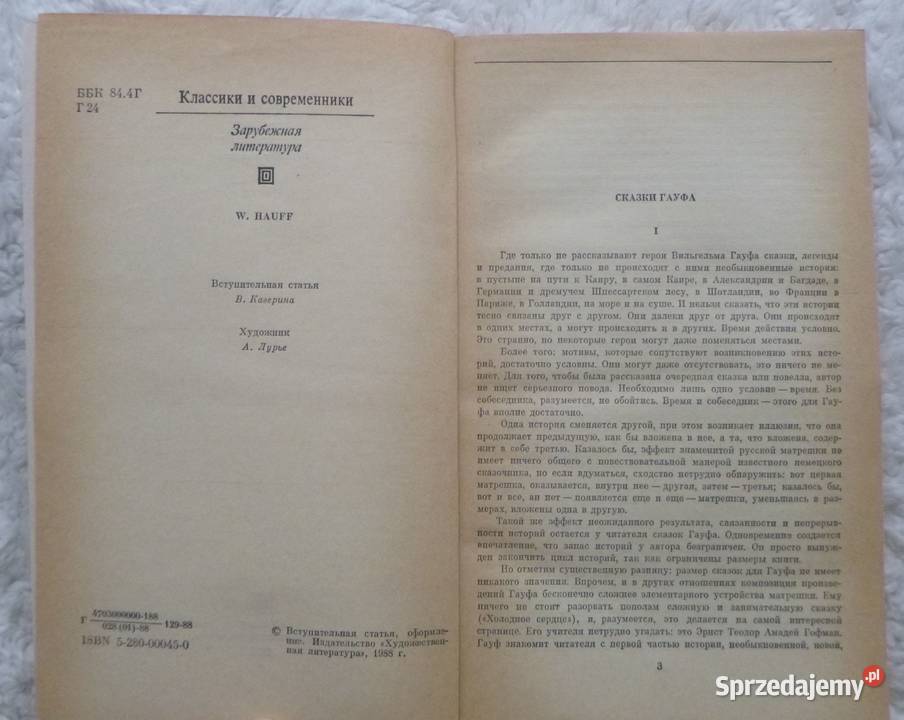 ББК 84.4Г
Г 24
Классики и современники
Зарубежная
литература
W. HAUFF
Вступительная статья
В. Каверина
Художник
А. Лурье
Г 4703000000-188 129-88
028(01)-88
ISBN 5-280-00045-0
© Вступительная статья, оформле-
ние. Издательство «Художествен-
ная литература», 1988 г.
СКАЗКИ ГАУФА
I
Где только не рассказывают герои Вильгельма Гауфа сказки, легенды
и предания, где только не происходят с ними необыкновенные истории:
в пустыне на пути к Каиру, в самом Каире, в Александрии и Багдаде, в
Германии и дремучем Шпессартском лесу, в Шотландии, во Франции в
Париже, в Голландии, на море и на суше. И нельзя сказать, что эти истории
тесно связаны друг с другом. Они далеки друг от друга. Они происходят
в одних местах, а могут происходить и в других. Время действия условно.
Это странно, но некоторые герои могут даже поменяться местами.
Более того: мотивы, которые сопутствуют возникновению этих исто-
рий, достаточно условны. Они могут даже отсутствовать, это ничего не ме-
няет. Для того, чтобы была рассказана очередная сказка или новелла, автор
не ищет серьезного повода. Необходимо лишь одно условие — время. Без
собеседника, разумеется, не обойтись. Время и собеседник — этого для Гау-
фа вполне достаточно.
Одна история сменяется другой, при этом возникает иллюзия, что она
продолжает предыдущую, как бы вложена в нее, а та, что вложена, содер-
жит в себе третью. Казалось бы, эффект знаменитой русской матрешки не
имеет ничего общего с повествовательной манерой известного немецкого
сказочника, но если вдуматься, сходство нетрудно обнаружить: вот первая
матрешка, оказывается, внутри нее — другая, затем — третья; казалось бы,
вот и все, ан нет — появляется еще и еще — матрешки, уменьшаясь в раз-
мерах, вложены одна в другую.
Такой же эффект неожиданного результата, связанности и непрерыв-
ности историй остается у читателя сказок Гауфа. Одновременно создается
впечатление, что запас историй у автора безграничен. Он просто вынуж-
ден закончить цикл историй, так как ограничены размеры книги.
Но отметим существенную разницу: размер сказок для Гауфа не имеет
никакого значения. Впрочем, и в других отношениях композиция произве-
дений Гауфа бесконечно сложнее элементарного устройства матрешки. Ему
ничего не стоит разорвать пополам сложную и занимательную сказку
(«Холодное сердце»), и, разумеется, это делается на самой интересной
странице. Его учителя нетрудно угадать: это Эрнст Теодор Амадей Гофман.
Гауф знакомит читателя с первой частью истории, необыкновенной, новой,
3
Sprzedajemy.pl